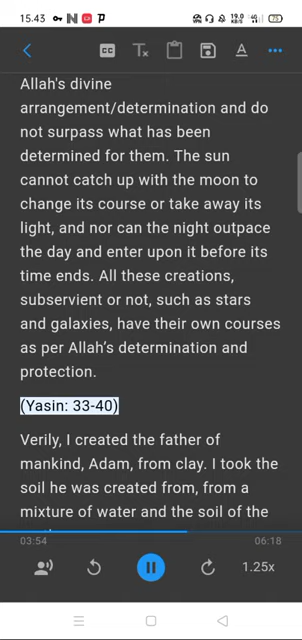 15.43
19.0
KB/S
Allah's divine
arrangement/determination and do
not surpass what has been
determined for them. The sun
cannot catch up with the moon to
change its course or take away its
light, and nor can the night outpace
the day and enter upon it before its
time ends. All these creations,
subservient or not, such as stars
and galaxies, have their own courses
as per Allah’s determination and
protection.
(Yasin: 33-40)
Verily, I created the father of
mankind, Adam, from clay. I took the
soil he was created from, from a
mixture of water and the soil of the
03:54
06:18
1.25x